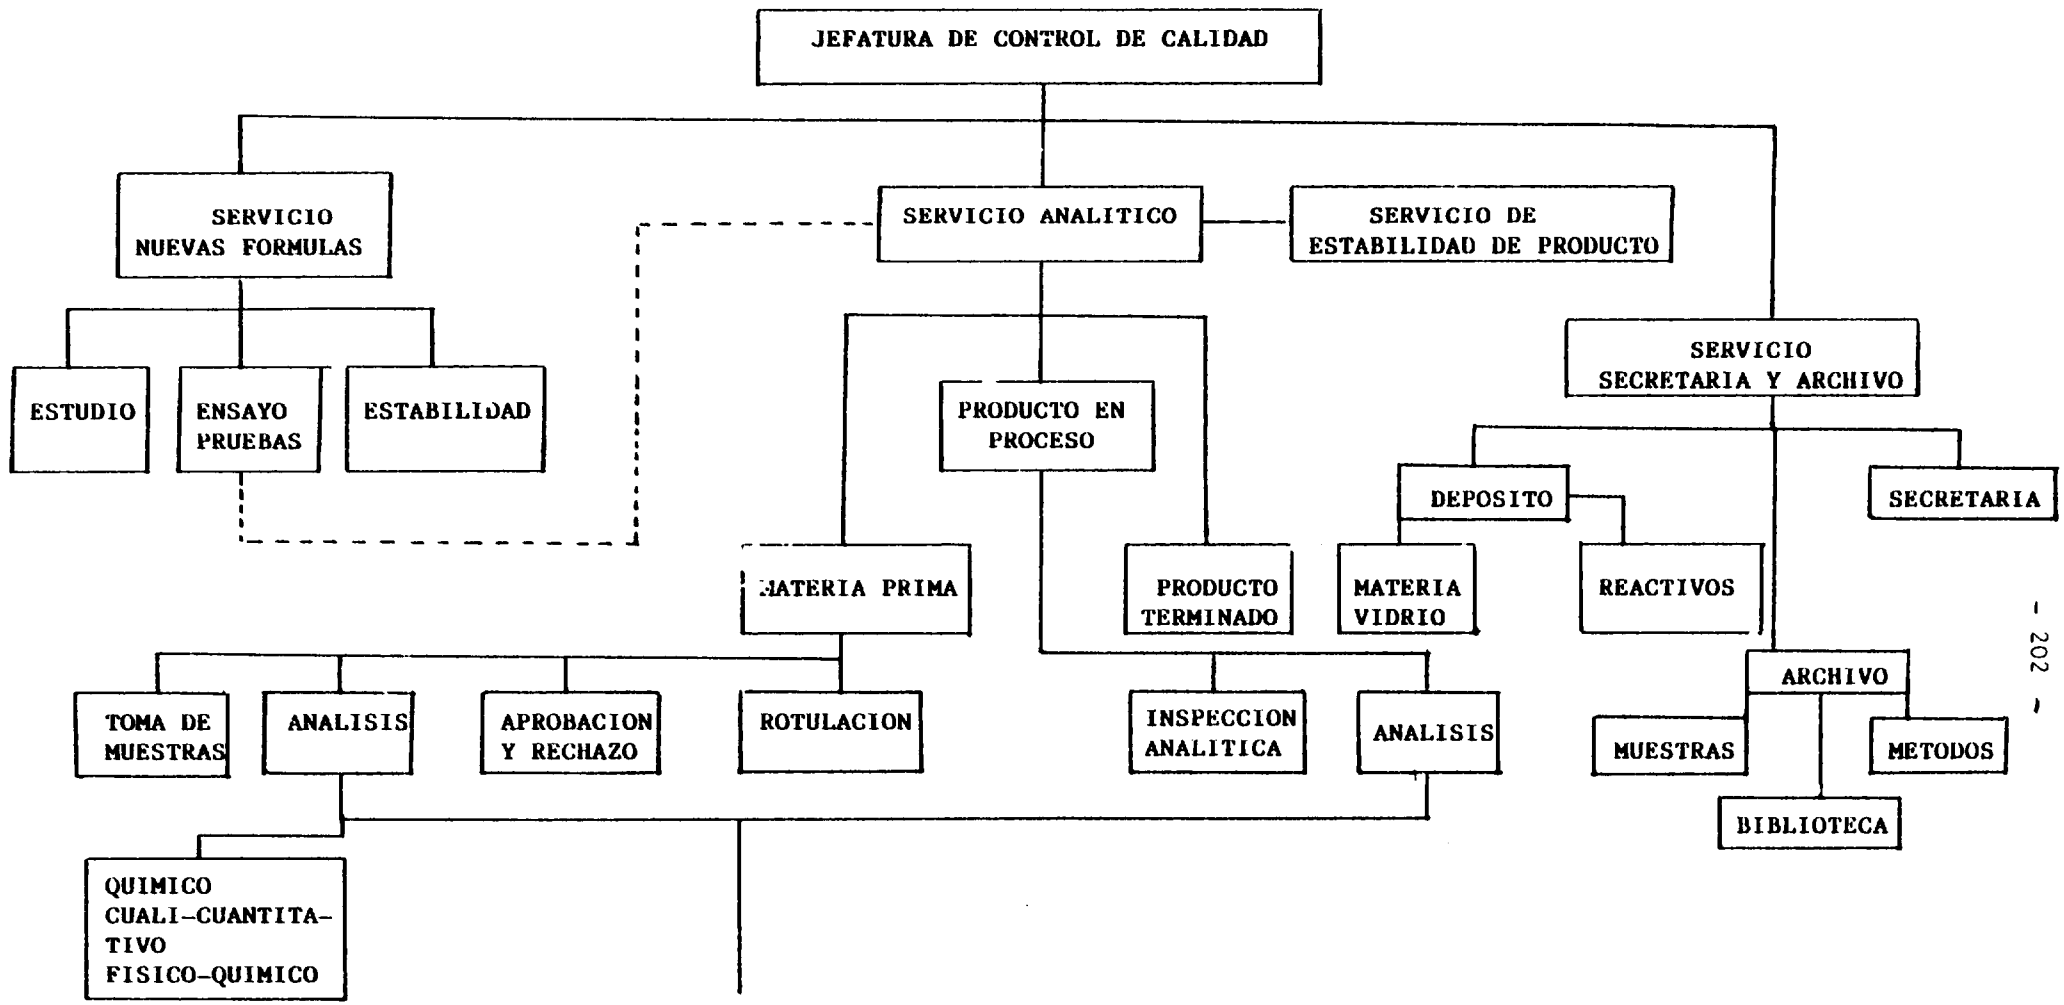 JEFATURA DE CONTROL DE CALIDAD
SERVICIO
NUEVAS FORMULAS
SERVICIO ANALITICO
SERVICIO DE
ESTABILIDAD DE PRODUCTO
SERVICIO
SECRETARIA Y ARCHIVO
ESTUDIO
ENSAYO
PRUEBAS
ESTABILIDAD
PRODUCTO EN
PROCESO
DEPOSITO
SECRETARIA
MATERIA PRIMA
PRODUCTO
TERMINADO
MATERIA
VIDRIO
REACTIVOS
- 202 -
ARCHIVO
TOMA DE
MUESTRAS
ANALISIS
APROBACION
Y RECHAZO
ROTULACION
INSPECCION
ANALITICA
ANALISIS
MUESTRAS
METODOS
BIBLIOTECA
QUIMICO
CUALI-CUANTITA-
TIVO
FISICO-QUIMICO